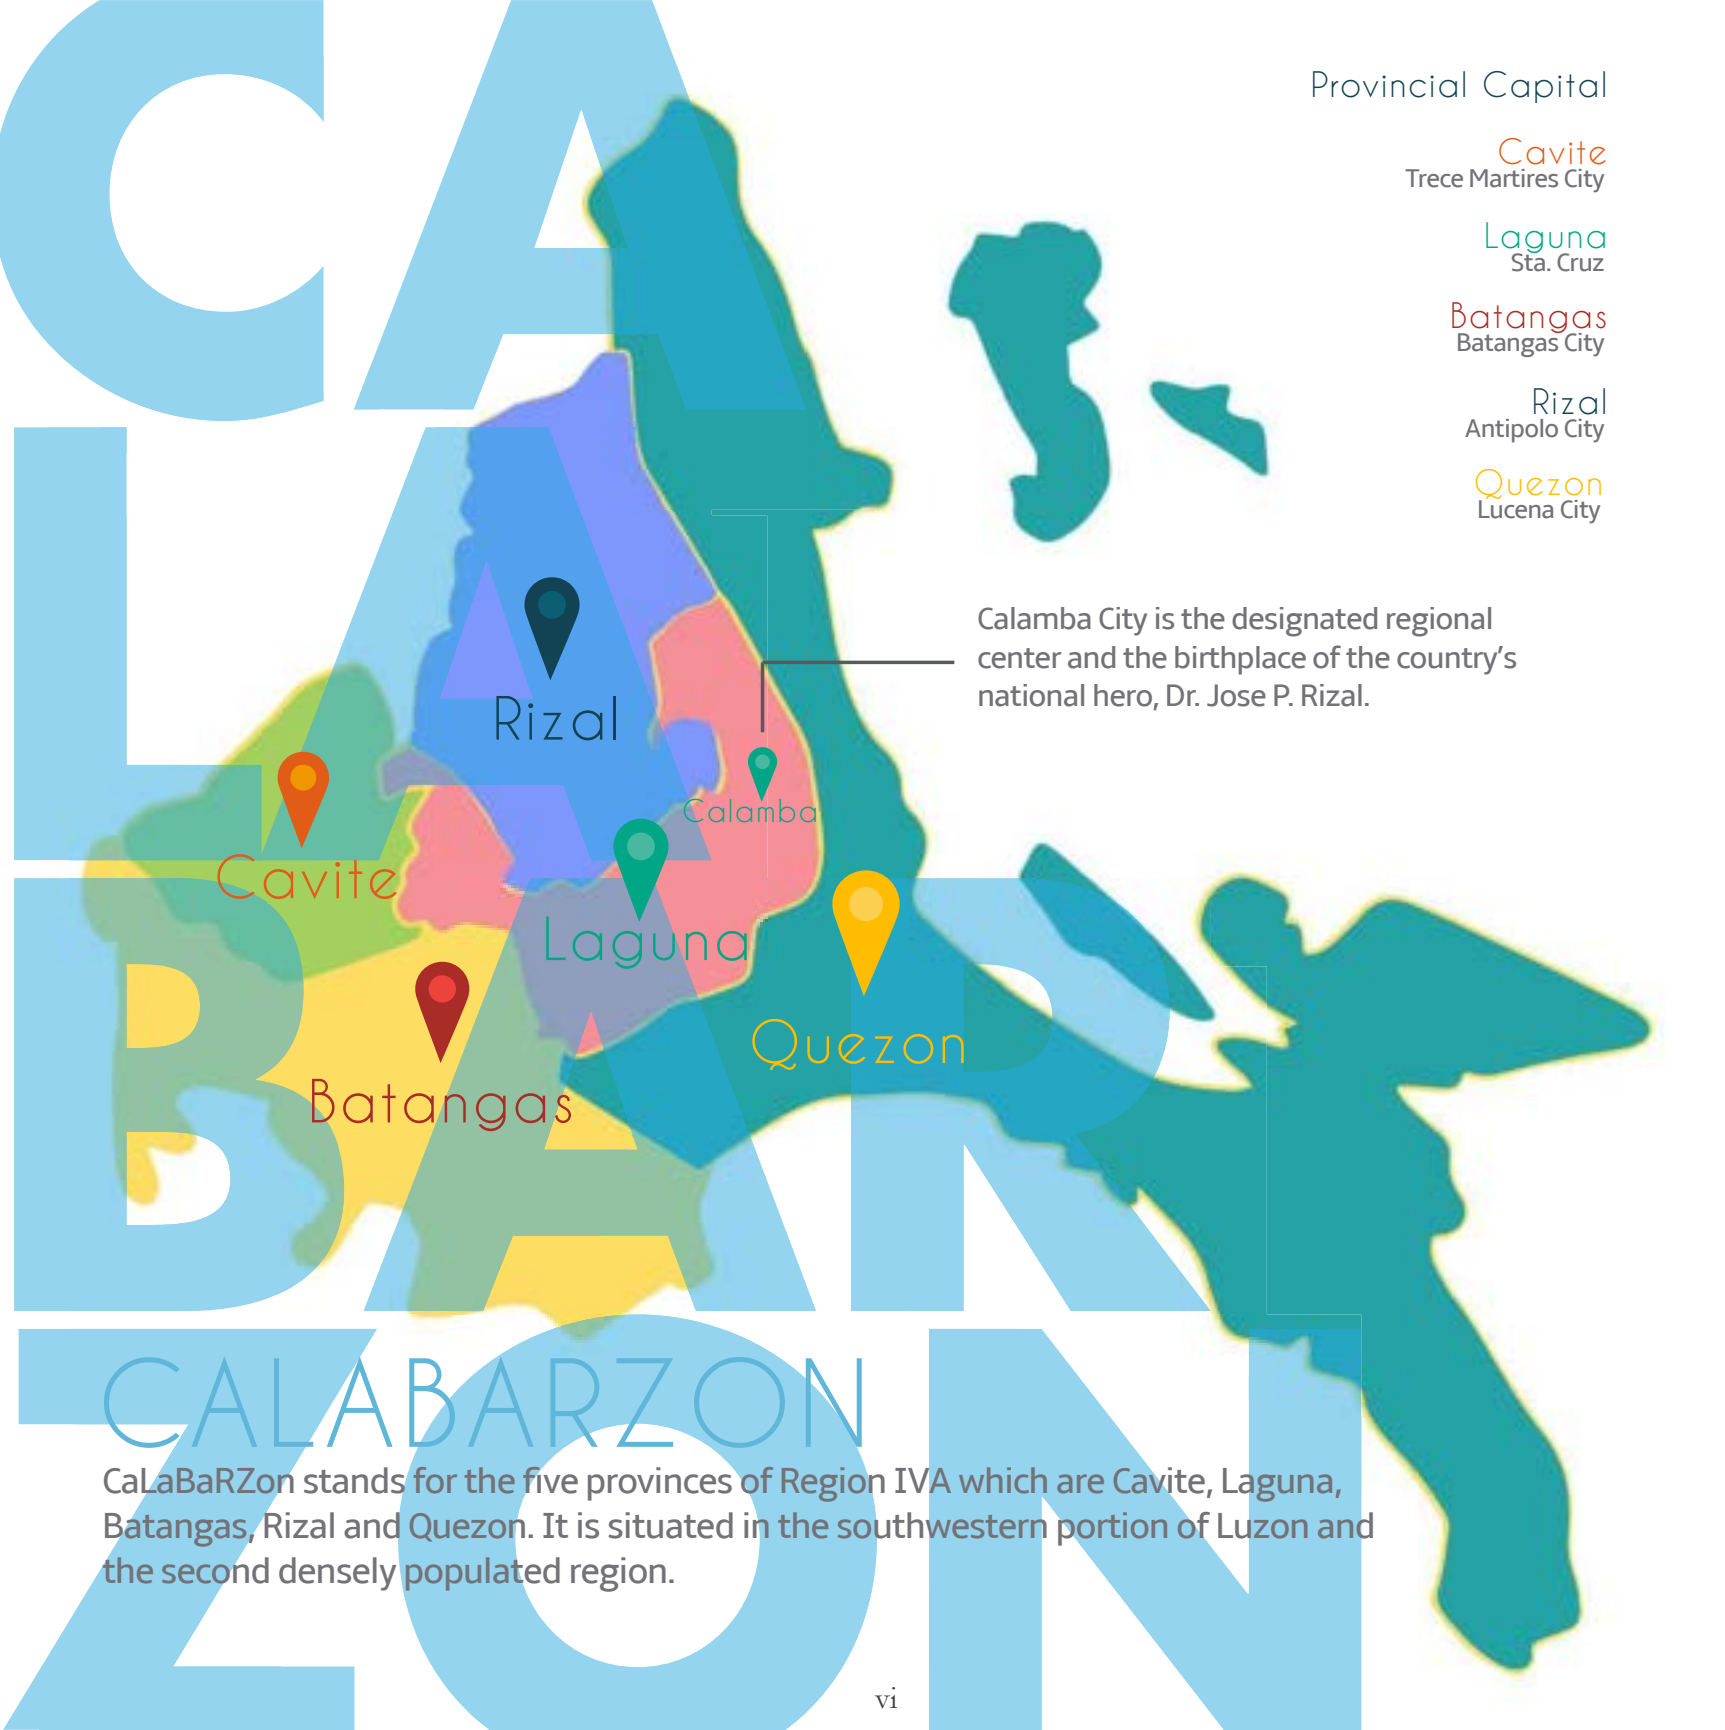 CA
LA
BAR
ZON
Provincial Capital
Cavite
Trece Martires City
Laguna
Sta. Cruz
Batangas
Batangas City
Rizal
Antipolo City
Quezon
Lucena City
Calamba City is the designated regional
center and the birthplace of the country’s
national hero, Dr. Jose P. Rizal.
Rizal
Calamba
Cavite
Laguna
Quezon
Batangas
CALABARZON
CaLaBaRZon stands for the five provinces of Region IVA which are Cavite, Laguna,
Batangas, Rizal and Quezon. It is situated in the southwestern portion of Luzon and
the second densely populated region.
vi